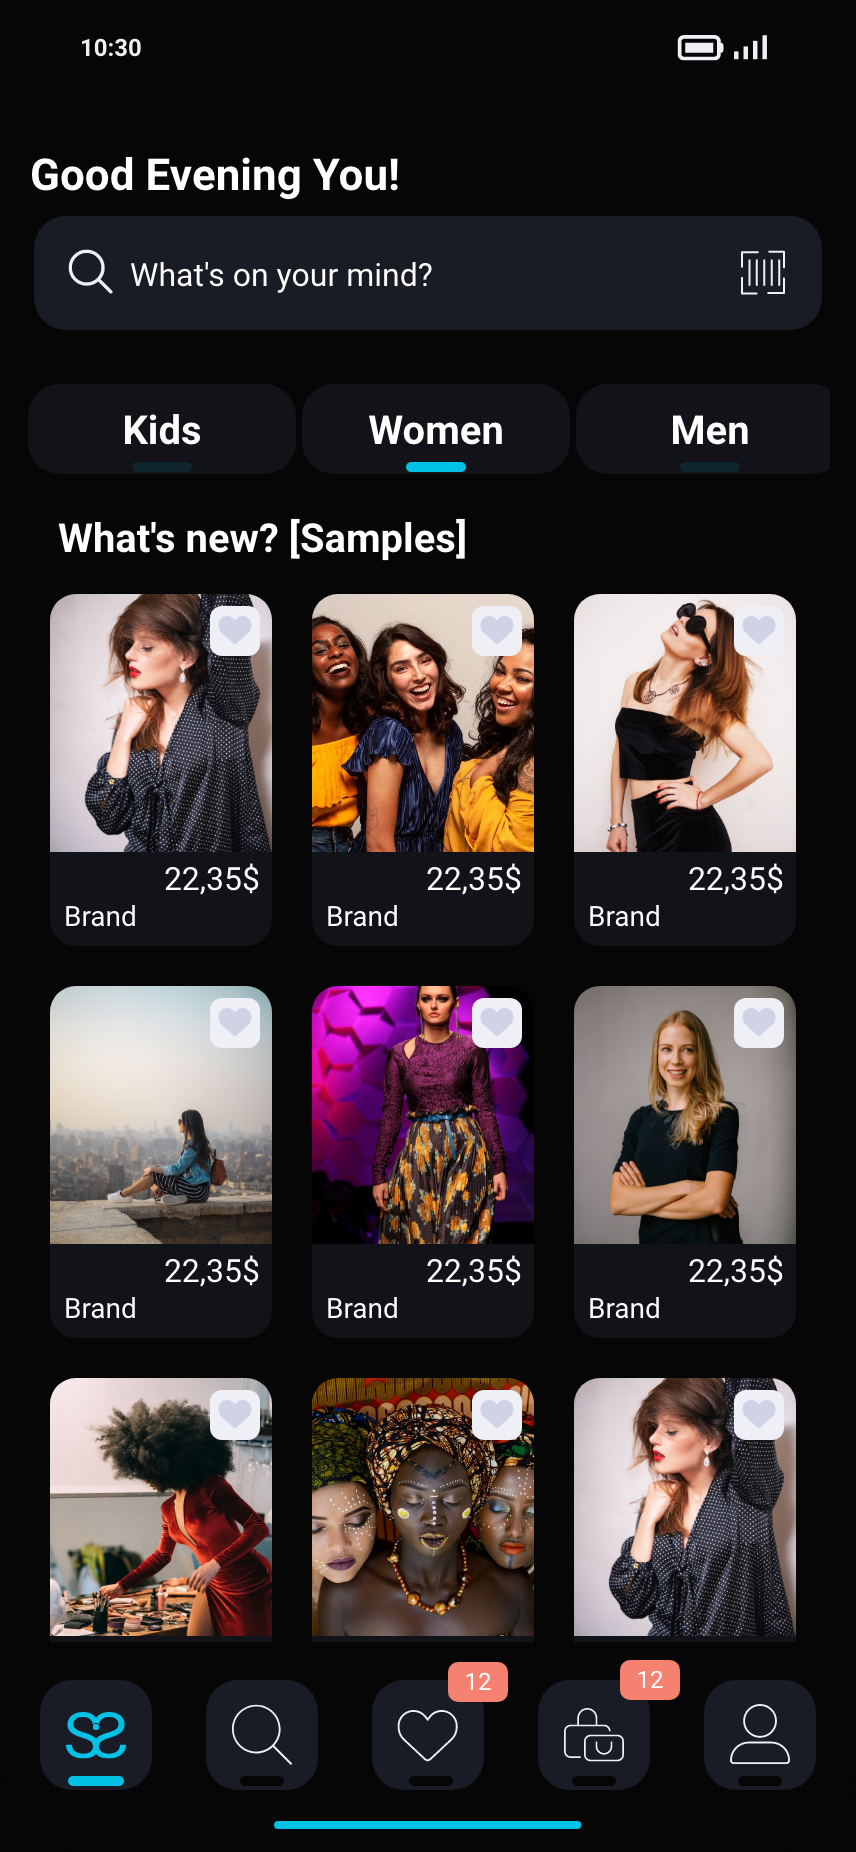 10:30
Good Evening You!
What's on your mind?
Kids Women Men
What's new? [Samples]
22,35$ 22,35$ 22,35$
Brand Brand Brand
22,35$ 22,35$ 22,35$
Brand Brand Brand
12 12